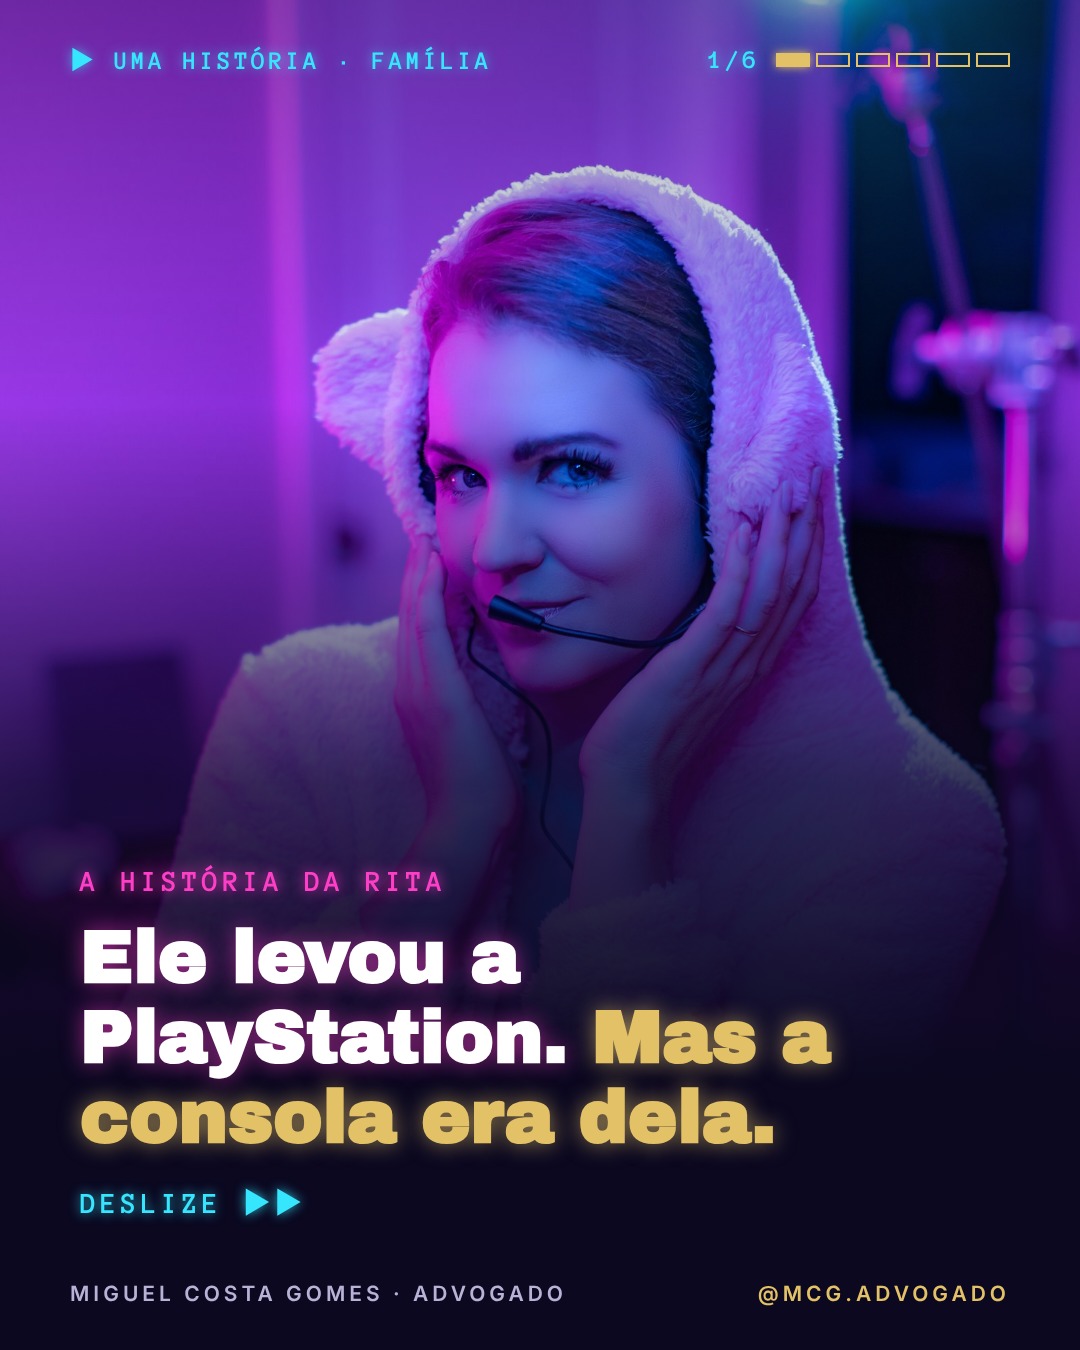 ▶ UMA HISTÓRIA · FAMÍLIA
1/6
A HISTÓRIA DA RITA
Ele levou a
PlayStation. Mas a
consola era dela.
DESLIZE ▶▶
MIGUEL COSTA GOMES · ADVOGADO
@MCG.ADVOGADO